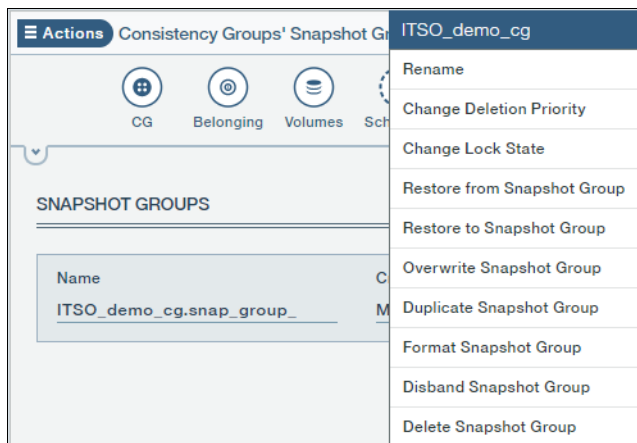 Actions
Consistency Groups' Snapshot Gr
CG
Belonging
Volumes
Sch
SNAPSHOT GROUPS
Name
C
ITSO_demo_cg.snap_group_
M
ITSO_demo_cg
Rename
Change Deletion Priority
Change Lock State
Restore from Snapshot Group
Restore to Snapshot Group
Overwrite Snapshot Group
Duplicate Snapshot Group
Format Snapshot Group
Disband Snapshot Group
Delete Snapshot Group